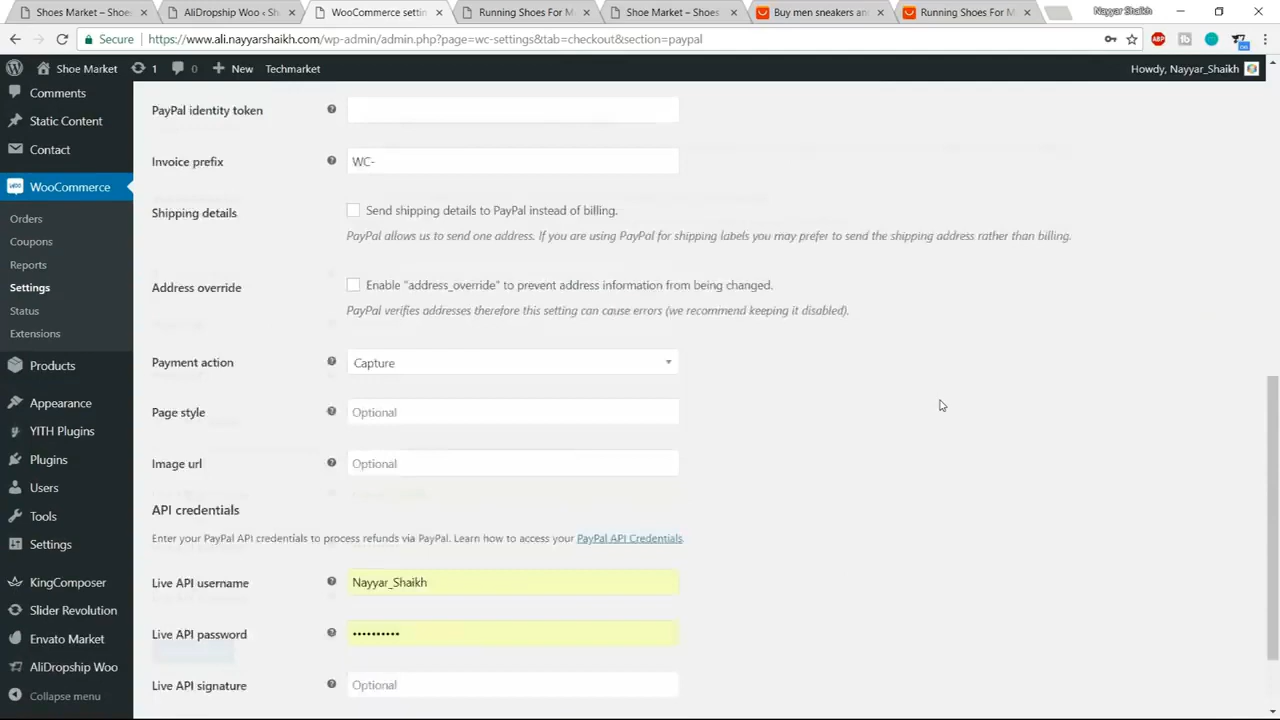 Shoes Market – Shoes
AliDropship Woo ‹ Sh
WooCommerce settin
Running Shoes For M
Shoe Market – Shoes
Buy men sneakers an
Running Shoes For M
Nayyar Shaikh
Secure
https://www.ali.nayyarshaikh.com/wp-admin/admin.php?page=wc-settings&tab=checkout&section=paypal
ABP
Shoe Market
1
0
New
Techmarket
Howdy, Nayyar_Shaikh
Comments
Static Content
Contact
WooCommerce
Orders
Coupons
Reports
Settings
Status
Extensions
Products
Appearance
YITH Plugins
Plugins
Users
Tools
Settings
KingComposer
Slider Revolution
Envato Market
AliDropship Woo
Collapse menu
PayPal identity token
Invoice prefix
WC-
Shipping details
Send shipping details to PayPal instead of billing.
PayPal allows us to send one address. If you are using PayPal for shipping labels you may prefer to send the shipping address rather than billing.
Address override
Enable "address_override" to prevent address information from being changed.
PayPal verifies addresses therefore this setting can cause errors (we recommend keeping it disabled).
Payment action
Capture
Page style
Optional
Image url
Optional
API credentials
Enter your PayPal API credentials to process refunds via PayPal. Learn how to access your PayPal API Credentials.
Live API username
Nayyar_Shaikh
Live API password
••••••••••
Live API signature
Optional